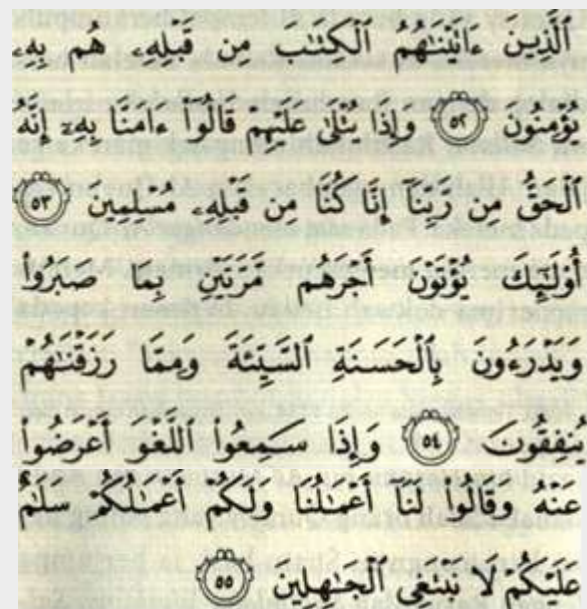 ٱلَّذِينَ ءَاتَيْنَٰهُمُ ٱلْكِتَٰبَ مِن قَبْلِهِۦ هُم بِهِۦ
يُؤْمِنُونَ ٥٢ وَإِذَا يُتْلَىٰ عَلَيْهِمْ قَالُوٓا۟ ءَامَنَّا بِهِۦٓ إِنَّهُ
ٱلْحَقُّ مِن رَّبِّنَآ إِنَّا كُنَّا مِن قَبْلِهِۦ مُسْلِمِينَ ٥٣
أُو۟لَٰٓئِكَ يُؤْتَوْنَ أَجْرَهُم مَّرَّتَيْنِ بِمَا صَبَرُوا۟
وَيَدْرَءُونَ بِٱلْحَسَنَةِ ٱلسَّيِّئَةَ وَمِمَّا رَزَقْنَٰهُمْ
يُنفِقُونَ ٥٤ وَإِذَا سَمِعُوا۟ ٱللَّغْوَ أَعْرَضُوا۟
عَنْهُ وَقَالُوا۟ لَنَآ أَعْمَٰلُنَا وَلَكُمْ أَعْمَٰلُكُمْ سَلَٰمٌ
عَلَيْكُمْ لَا نَبْتَغِى ٱلْجَٰهِلِينَ ٥٥